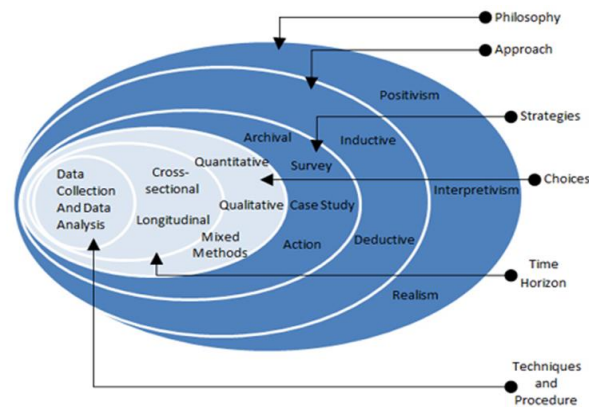 Philosophy
Approach
Positivism
Strategies
Archival
Inductive
Quantitative
Survey
Data
Collection
And Data
Analysis
Cross-
sectional
Choices
Interpretivism
Qualitative
Case Study
Longitudinal
Mixed
Methods
Action
Deductive
Time
Horizon
Realism
Techniques
and
Procedure